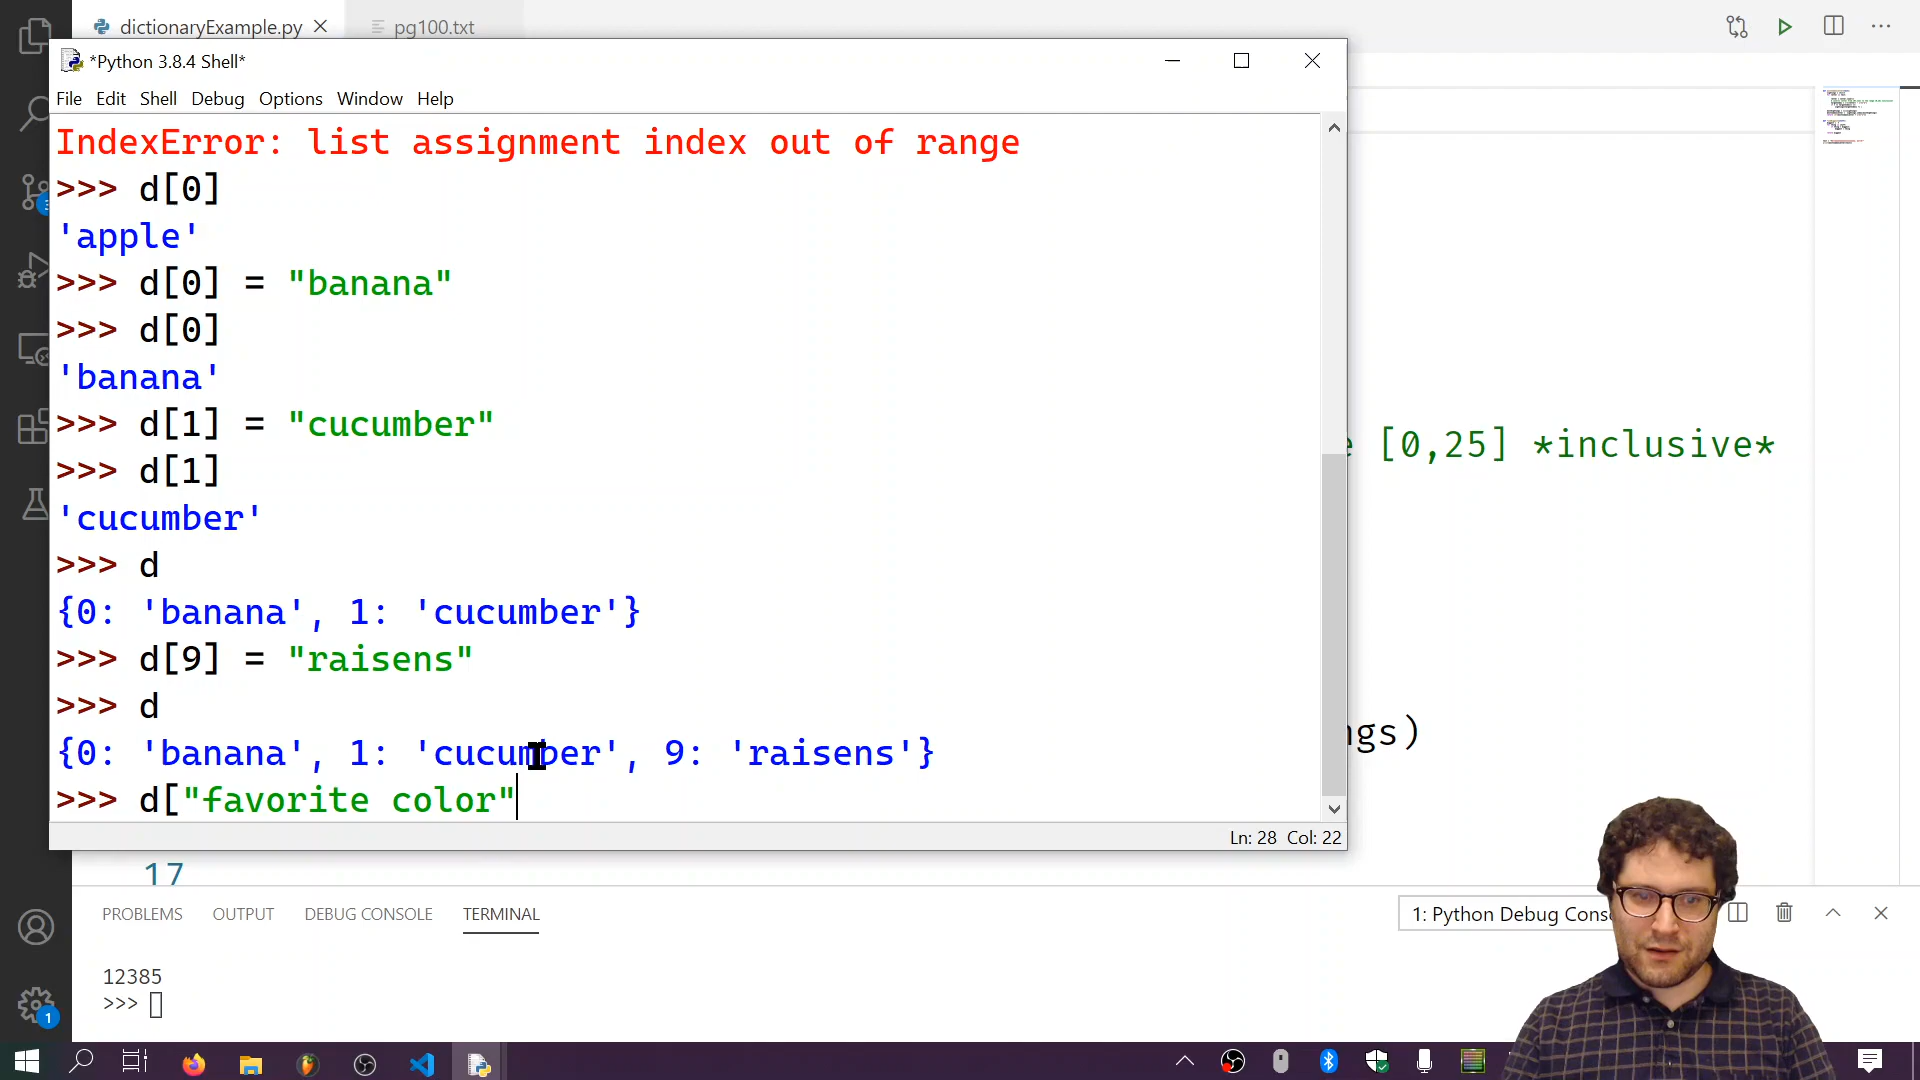 dictionaryExample.py
pg100.txt
*Python 3.8.4 Shell*
File Edit Shell Debug Options Window Help
IndexError: list assignment index out of range
>>> d[0]
'apple'
>>> d[0] = "banana"
>>> d[0]
'banana'
>>> d[1] = "cucumber"
>>> d[1]
'cucumber'
>>> d
{0: 'banana', 1: 'cucumber'}
>>> d[9] = "raisens"
>>> d
{0: 'banana', 1: 'cucumber', 9: 'raisens'}
>>> d["favorite color"
Ln: 28 Col: 22
[0,25] *inclusive*
ngs)
17
PROBLEMS OUTPUT DEBUG CONSOLE TERMINAL
1: Python Debug Cons
12385
>>>
1